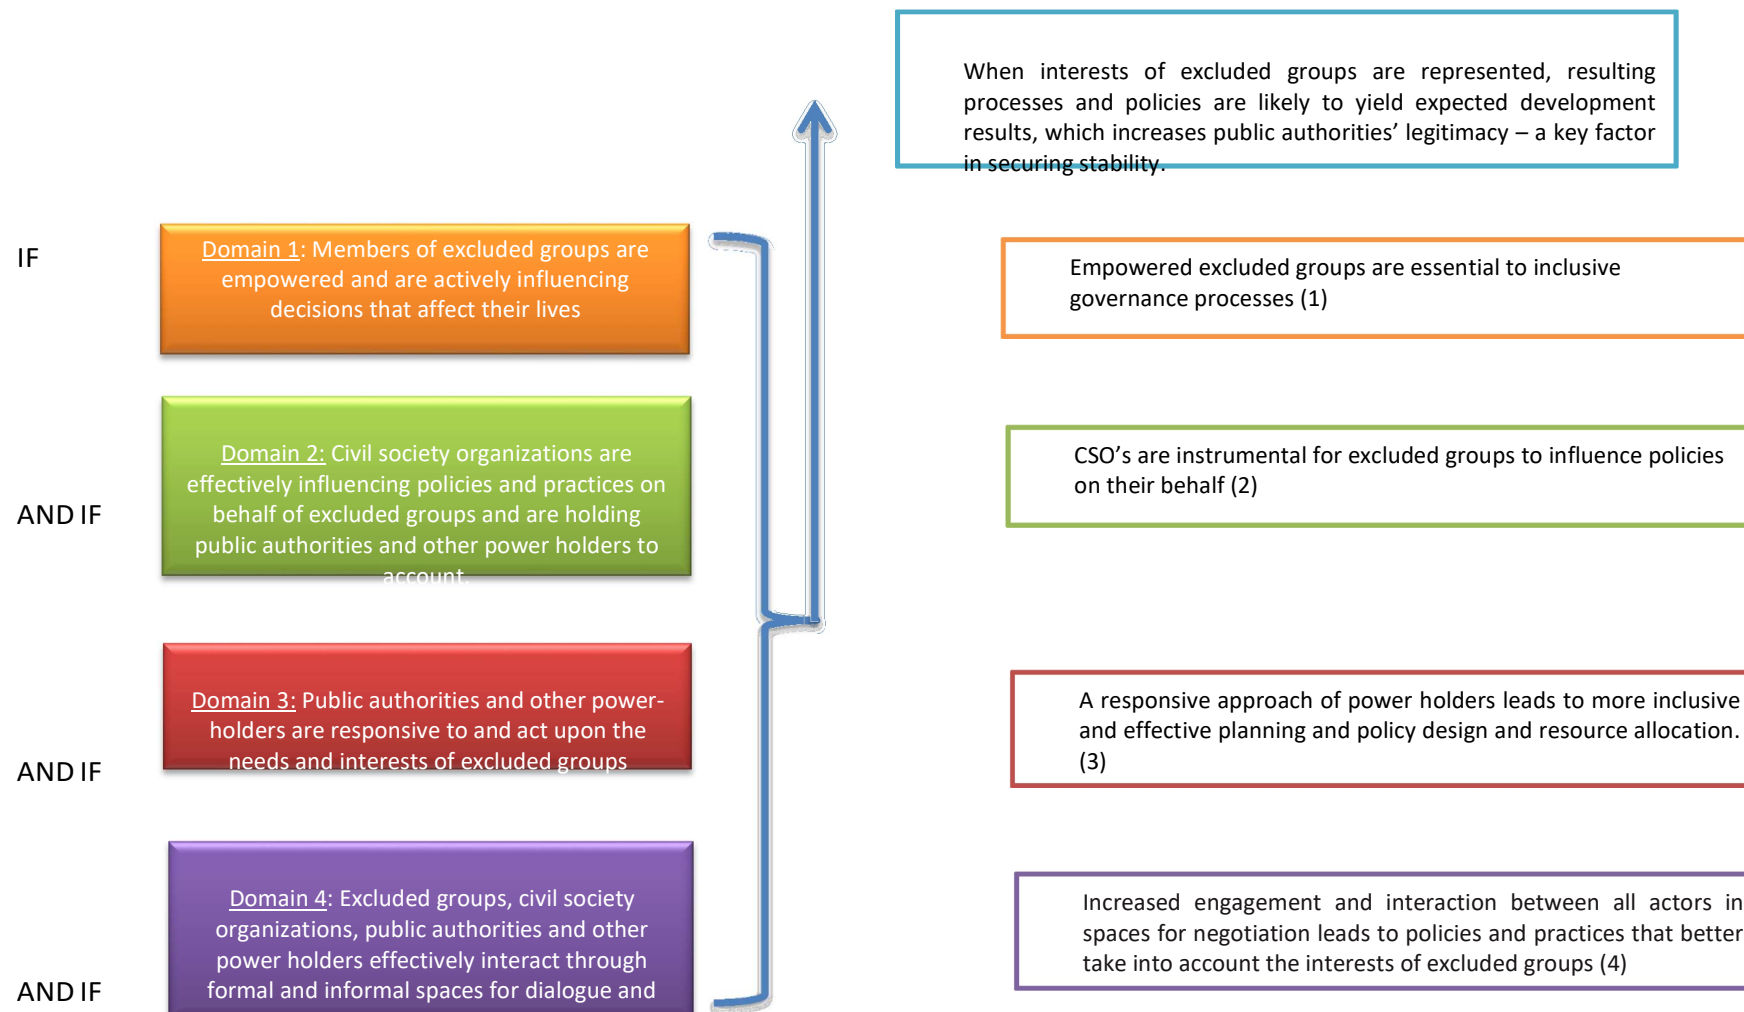 When interests of excluded groups are represented, resulting
processes and policies are likely to yield expected development
results, which increases public authorities’ legitimacy – a key factor
in securing stability.
IF
Domain 1: Members of excluded groups are
empowered and are actively influencing
decisions that affect their lives
Empowered excluded groups are essential to inclusive
governance processes (1)
AND IF
Domain 2: Civil society organizations are
effectively influencing policies and practices on
behalf of excluded groups and are holding
public authorities and other power holders to
account.
CSO’s are instrumental for excluded groups to influence policies
on their behalf (2)
AND IF
Domain 3: Public authorities and other power-
holders are responsive to and act upon the
needs and interests of excluded groups
A responsive approach of power holders leads to more inclusive
and effective planning and policy design and resource allocation.
(3)
AND IF
Domain 4: Excluded groups, civil society
organizations, public authorities and other
power holders effectively interact through
formal and informal spaces for dialogue and
Increased engagement and interaction between all actors in
spaces for negotiation leads to policies and practices that better
take into account the interests of excluded groups (4)